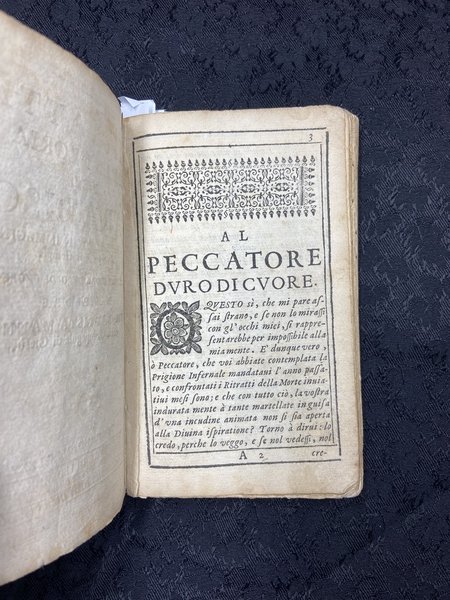 3
AL
PECCATORE
DVRO DI CVORE.
QVESTO sì, che mi pare as-
sai strano, e se non lo mirassi
con gl'occhi miei, si rappre-
sentarebbe per impossibile alla
mia mente. E' dunque vero,
ò Peccatore, che voi abbiate contemplata la
Prigione Infernale mandataui l'anno passa-
to, e confrontati i Ritratti della Morte inuia-
tiui mesi sono; e che con tutto ciò, la vostra
indurata mente à tante martellate in guisa
d'vna incudine animata non si sia aperta
alla Diuina ispiratione? Torno à dirui: lo
credo, perche lo veggo, e se nol vedessi, nol
A 2 cre-